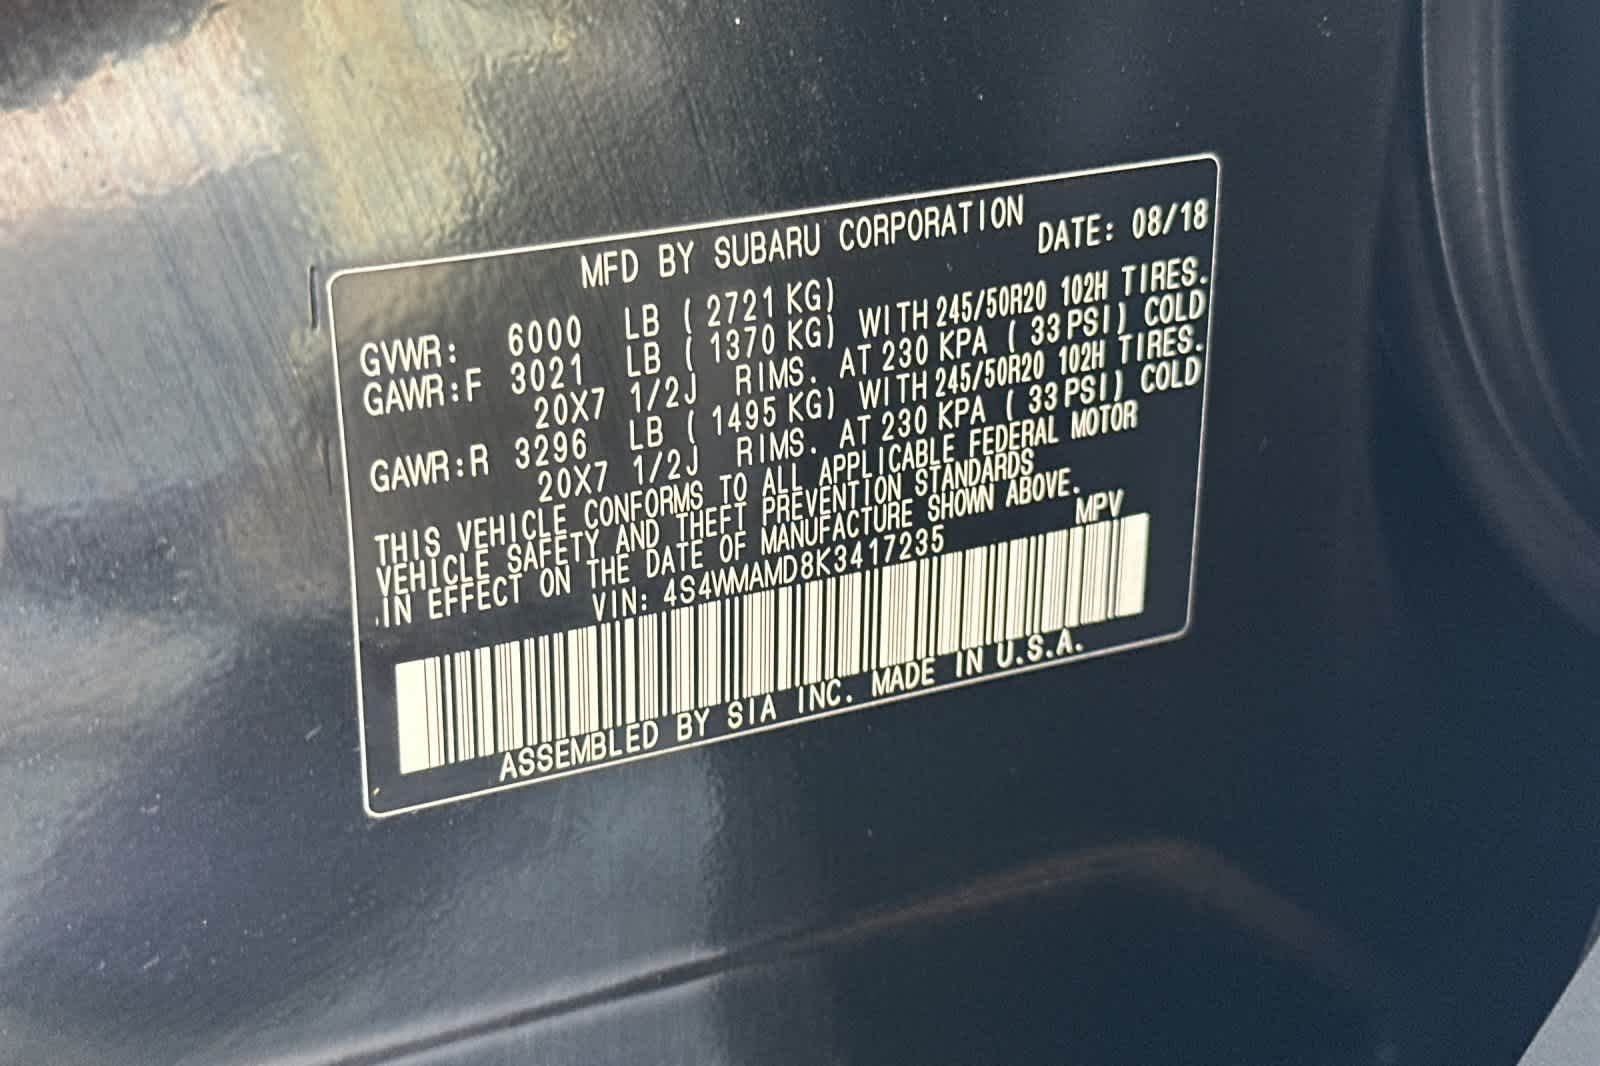 MFD BY SUBARU CORPORATION
DATE: 08/18
GVWR: 6000 LB ( 2721 KG)
GAWR:F 3021 LB ( 1370 KG) WITH 245/50R20 102H TIRES.
20X7 1/2J RIMS. AT 230 KPA ( 33 PSI) COLD
GAWR:R 3296 LB ( 1495 KG) WITH 245/50R20 102H TIRES.
20X7 1/2J RIMS. AT 230 KPA ( 33 PSI) COLD
THIS VEHICLE CONFORMS TO ALL APPLICABLE FEDERAL MOTOR
VEHICLE SAFETY AND THEFT PREVENTION STANDARDS
IN EFFECT ON THE DATE OF MANUFACTURE SHOWN ABOVE.
VIN: 4S4WMAMD8K3417235 MPV
ASSEMBLED BY SIA INC. MADE IN U.S.A.